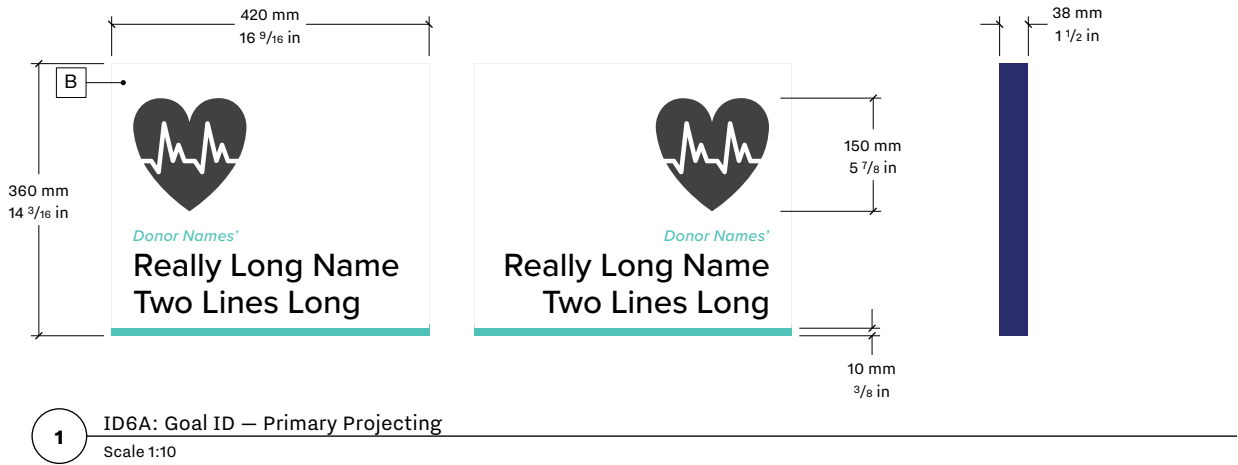 420 mm
16 9/16 in
38 mm
1 1/2 in
B
150 mm
5 7/8 in
360 mm
14 3/16 in
Donor Names’
Really Long Name
Two Lines Long
Donor Names’
Really Long Name
Two Lines Long
10 mm
3/8 in
1
ID6A: Goal ID — Primary Projecting
Scale 1:10